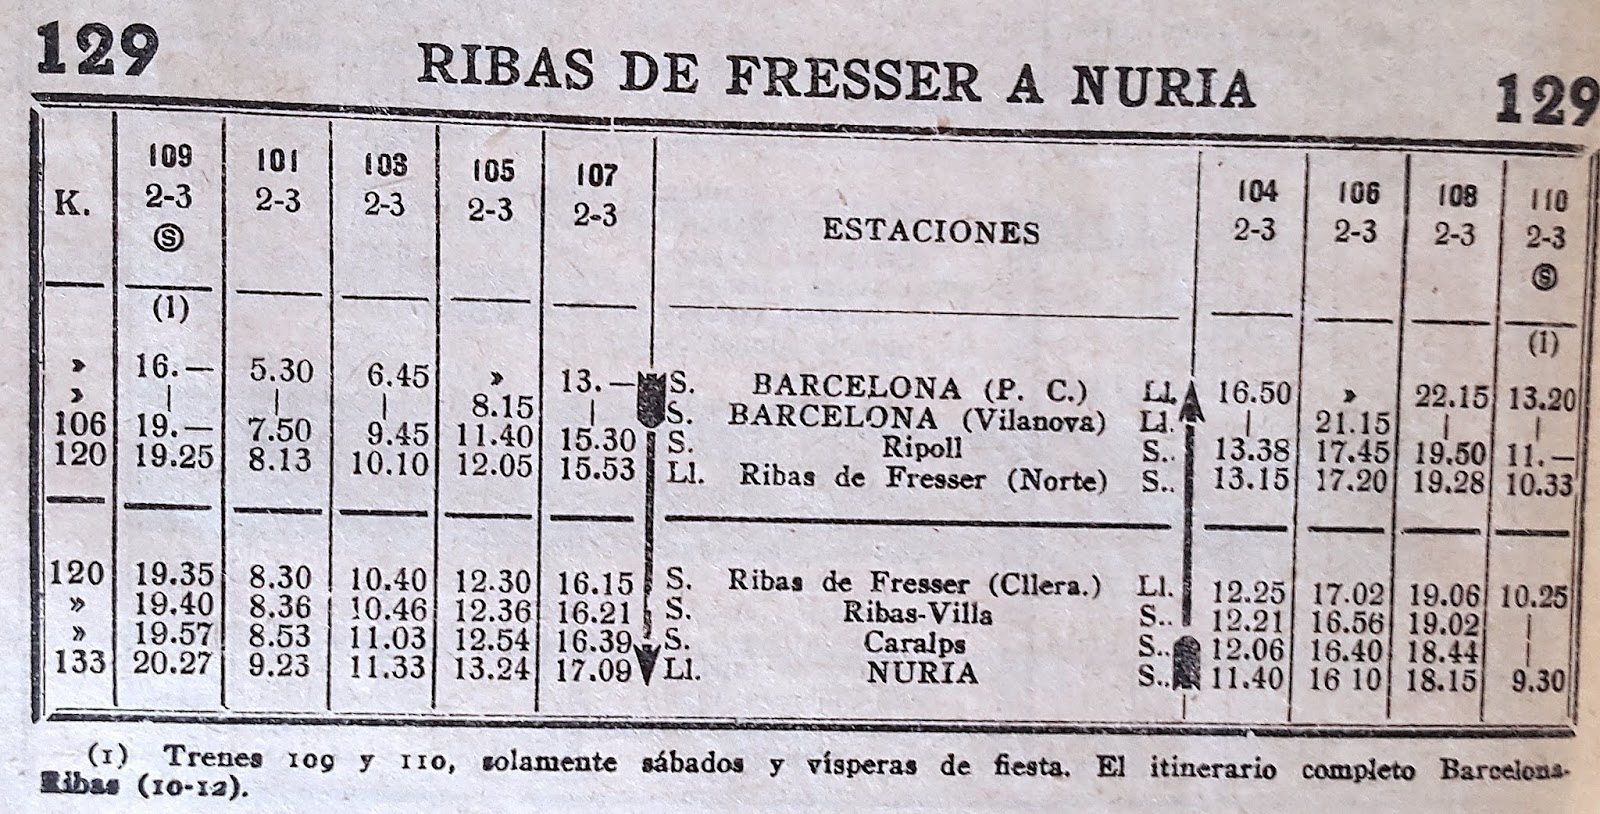 129 RIBAS DE FRESSER A NURIA 129
K. 109 101 103 105 107 ESTACIONES 104 106 108 110
2-3 2-3 2-3 2-3 2-3 2-3 2-3 2-3 2-3
Ⓢ Ⓢ
(1) (1)
» 16.— 5.30 6.45 » 13.— S. BARCELONA (P. C.) Ll. 16.50 » 22.15 13.20
» | | | 8.15 | S. BARCELONA (Vilanova) Ll. | 21.15 | |
106 19.— 7.50 9.45 11.40 15.30 S. Ripoll S.. 13.38 17.45 19.50 11.—
120 19.25 8.13 10.10 12.05 15.53 Ll. Ribas de Fresser (Norte) S.. 13.15 17.20 19.28 10.33
120 19.35 8.30 10.40 12.30 16.15 S. Ribas de Fresser (Cllera.) Ll. 12.25 17.02 19.06 10.25
» 19.40 8.36 10.46 12.36 16.21 S. Ribas-Villa S.. 12.21 16.56 19.02 |
» 19.57 8.53 11.03 12.54 16.39 S. Caralps S.. 12.06 16.40 18.44 |
133 20.27 9.23 11.33 13.24 17.09 Ll. NURIA S.. 11.40 16 10 18.15 9.30
(1) Trenes 109 y 110, solamente sábados y vísperas de fiesta. El itinerario completo Barcelona-
Ribas (10-12).